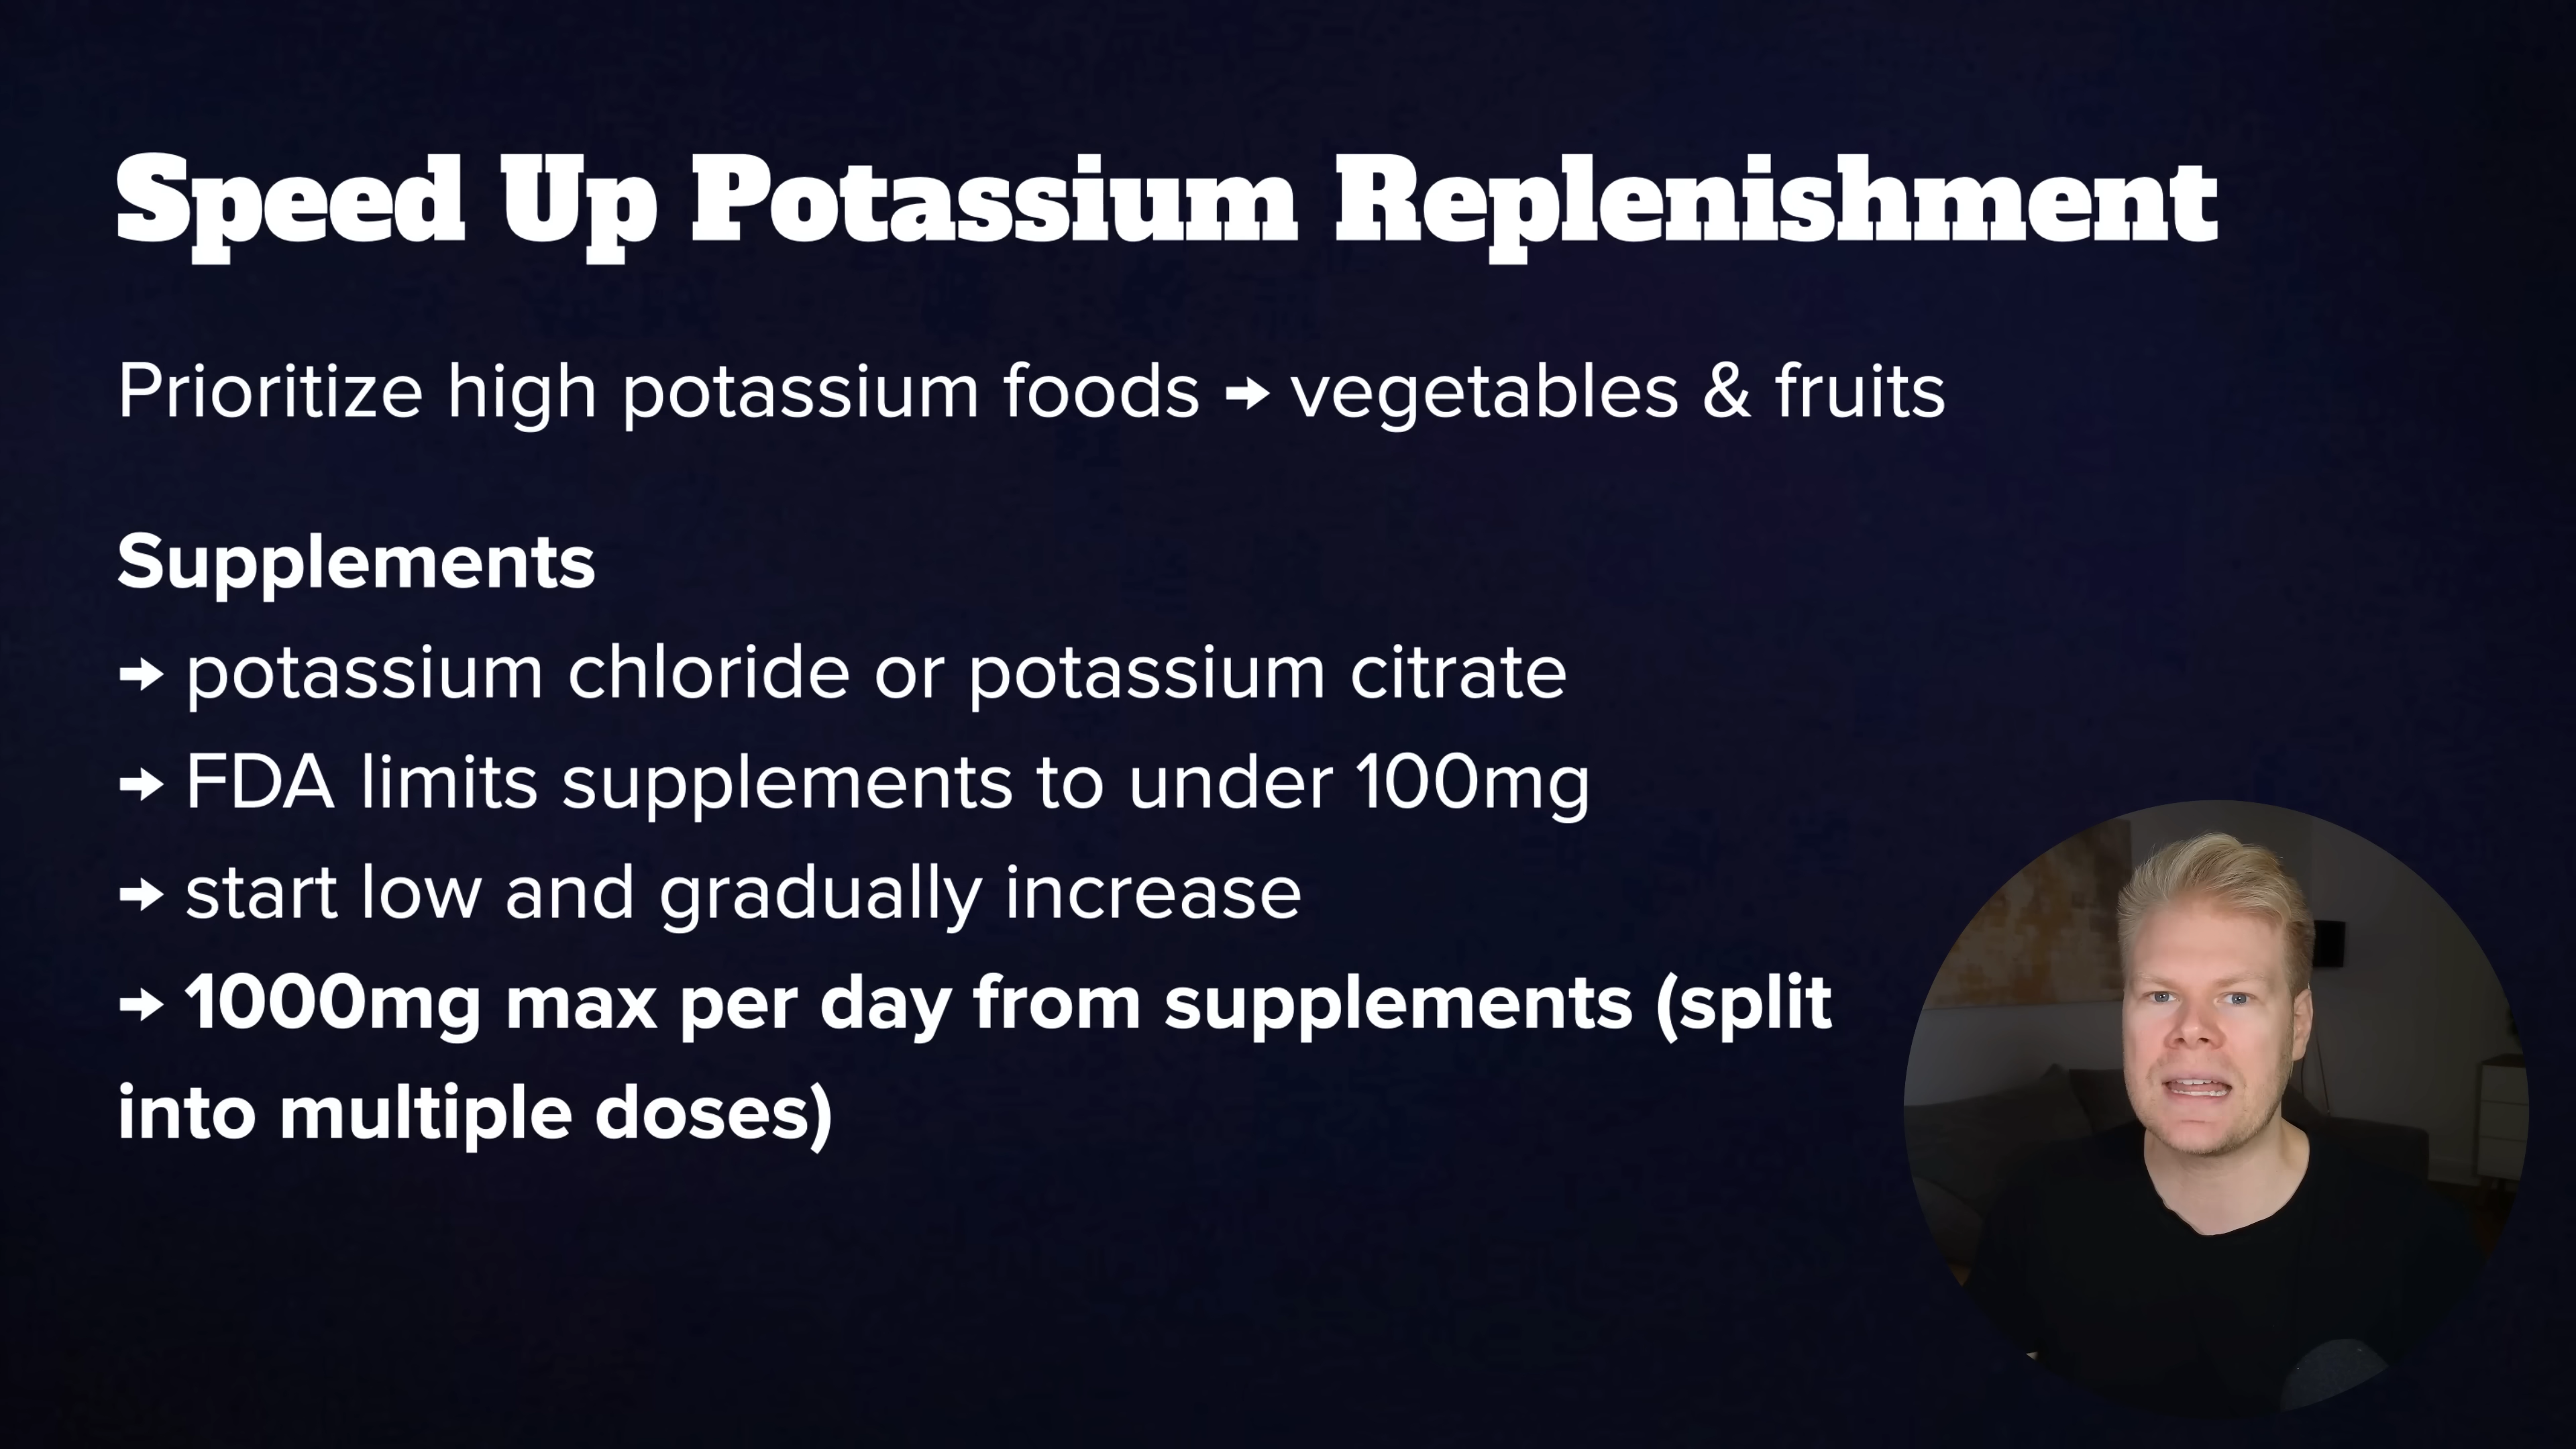 Speed Up Potassium Replenishment
Prioritize high potassium foods ➞ vegetables & fruits
Supplements
➞ potassium chloride or potassium citrate
➞ FDA limits supplements to under 100mg
➞ start low and gradually increase
➞ 1000mg max per day from supplements (split
into multiple doses)